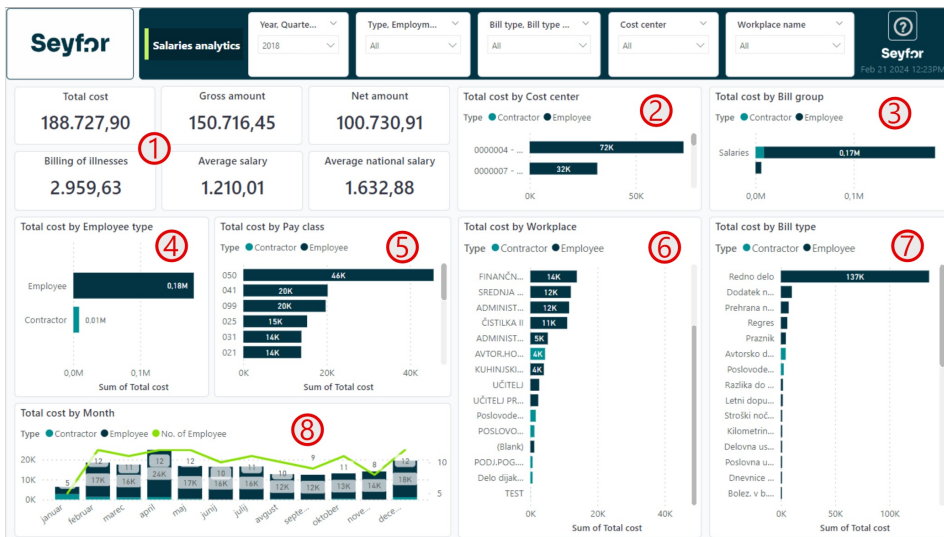 Seyfor
Salaries analytics
Year, Quarte...
2018
Type, Employm...
All
Bill type, Bill type ...
All
Cost center
All
Workplace name
All
?
Seyfor
Feb 21 2024 12:23PM
Total cost
188.727,90
Gross amount
150.716,45
Net amount
100.730,91
1
Billing of illnesses
2.959,63
Average salary
1.210,01
Average national salary
1.632,88
Total cost by Cost center
2
Type Contractor Employee
0000004 - ... 72K
0000007 - ... 32K
0K 50K
Total cost by Bill group
3
Type Contractor Employee
Salaries 0,17M
0,0M 0,1M
Total cost by Employee type
4
Employee 0,18M
Contractor 0,01M
0,0M 0,1M
Sum of Total cost
Total cost by Pay class
5
Type Contractor Employee
050 46K
041 20K
099 20K
025 15K
031 14K
021 14K
0K 20K 40K
Sum of Total cost
Total cost by Workplace
6
Type Contractor Employee
FINANČN... 14K
SREDNJA ... 12K
ADMINIST... 12K
ČISTILKA II 11K
ADMINIST... 5K
AVTOR.HO... 4K
KUHINJSKI... 4K
UČITELJ
UČITELJ PR...
Poslovode...
POSLOVO...
(Blank)
PODJ.POG....
Delo dijak...
TEST
0K 20K 40K
Sum of Total cost
Total cost by Bill type
7
Type Contractor Employee
Redno delo 137K
Dodatek n...
Prehrana n...
Regres
Praznik
Avtorsko d...
Poslovode...
Razlika do ...
Letni dopu...
Stroški noč...
Kilometrin...
Delovna us...
Poslovna u...
Dnevnice ...
Bolez. v b...
0K 100K
Sum of Total cost
Total cost by Month
8
Type Contractor Employee No. of Employee
20K
10K
0K
5 12 11 12 12 10 11 10 9 11 8 12
17K 16K 24K 17K 16K 16K 12K 12K 13K 14K 18K
10
5
januar februar marec april maj junij julij avgust septe... oktober nove... dece...